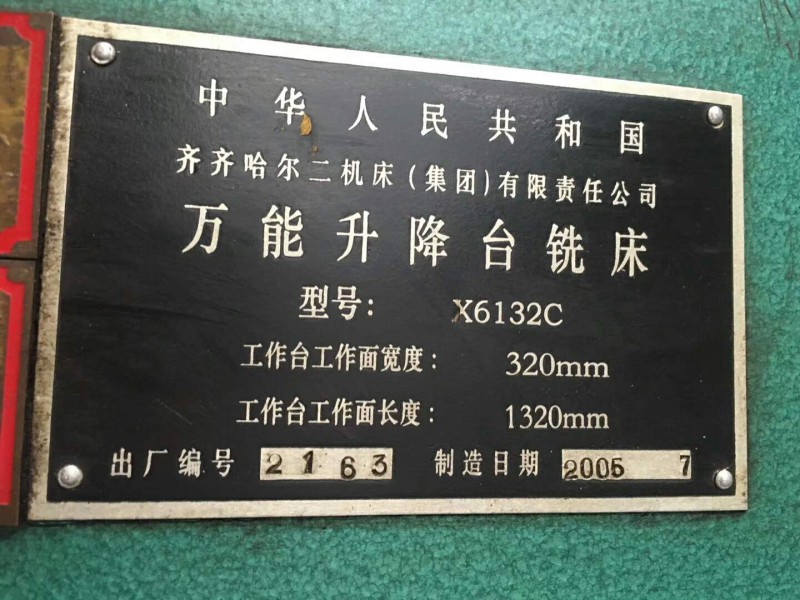 中华人民共和国
齐齐哈尔二机床(集团)有限责任公司
万能升降台铣床
型号: X6132C
工作台工作面宽度: 320mm
工作台工作面长度: 1320mm
出厂编号 2163 制造日期 2005 7